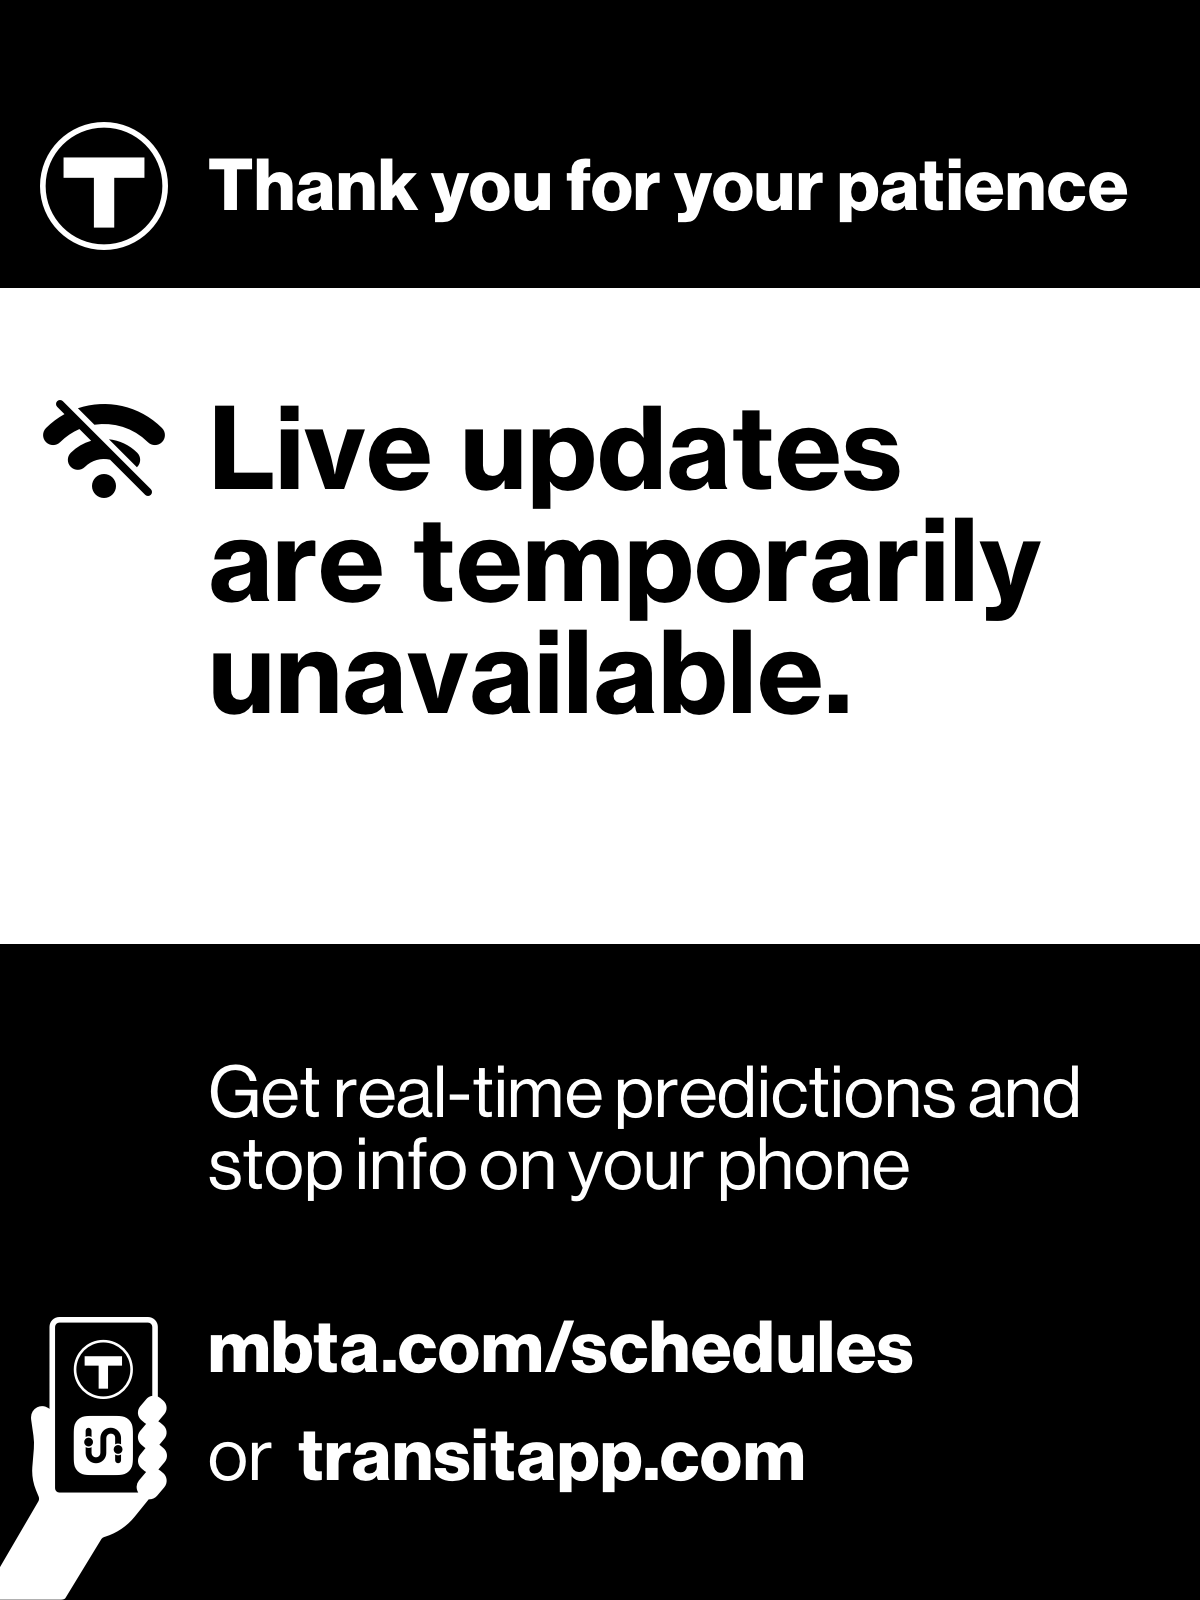 T Thank you for your patience
Live updates
are temporarily
unavailable.
Get real-time predictions and
stop info on your phone
T
mbta.com/schedules
or transitapp.com